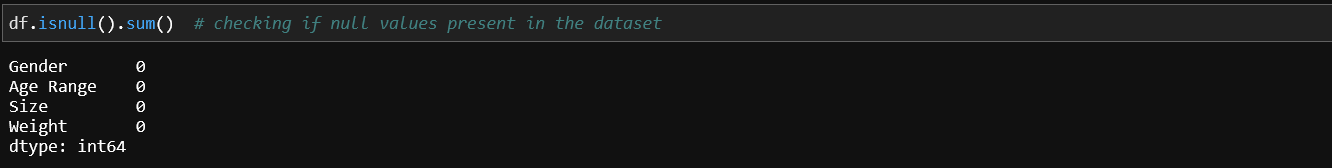 df.isnull().sum()  # checking if null values present in the dataset
Gender       0
Age Range    0
Size         0
Weight       0
dtype: int64